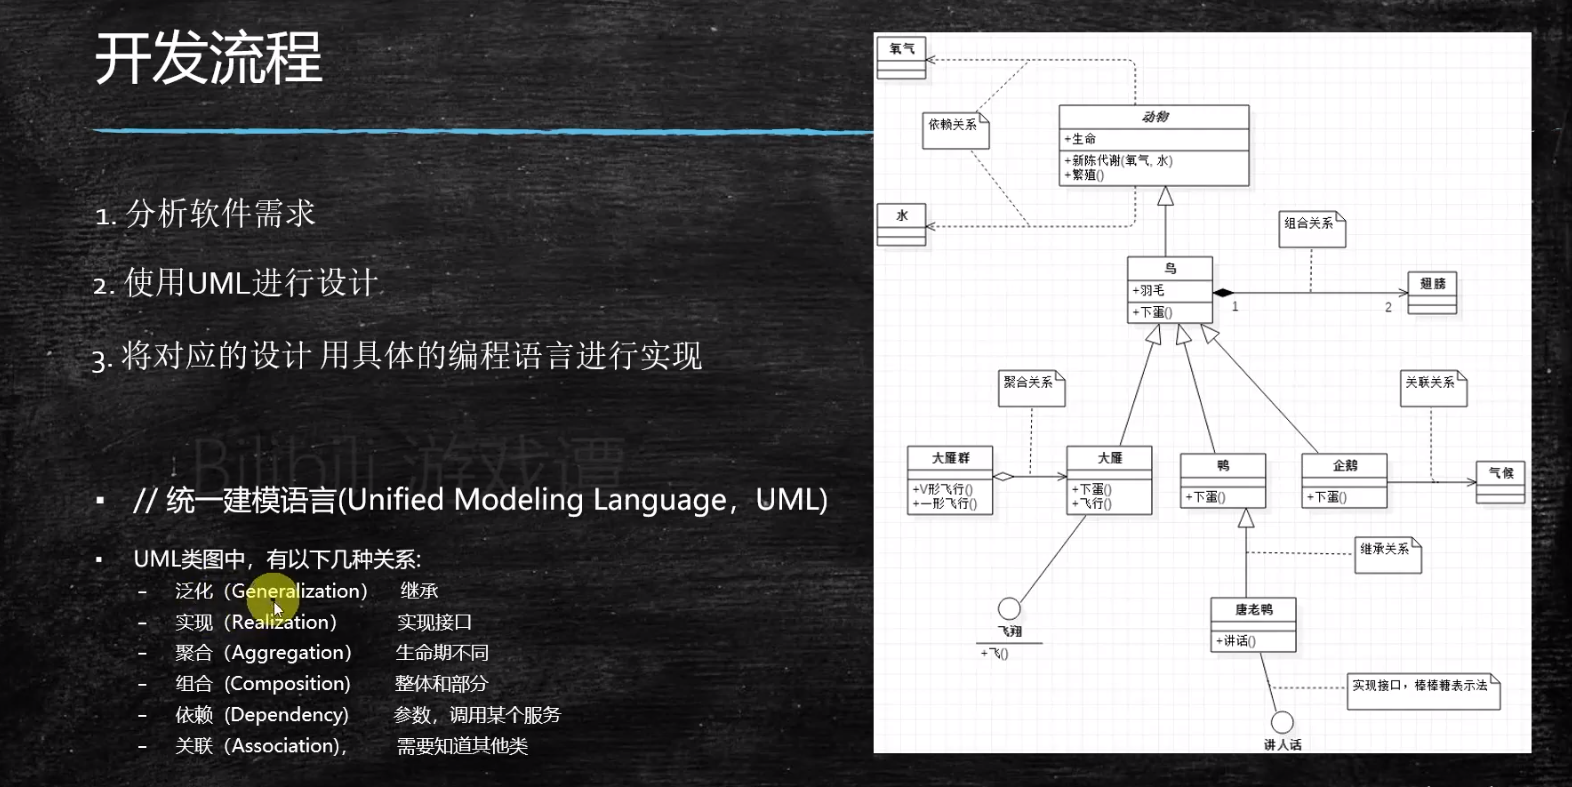 开发流程
1. 分析软件需求
2. 使用UML进行设计
3. 将对应的设计 用具体的编程语言进行实现
Bilibili 游戏谭
▪ // 统一建模语言(Unified Modeling Language，UML)
▪ UML类图中，有以下几种关系:
– 泛化（Generalization） 继承
– 实现（Realization） 实现接口
– 聚合（Aggregation） 生命期不同
– 组合（Composition) 整体和部分
– 依赖（Dependency) 参数，调用某个服务
– 关联（Association)， 需要知道其他类
氧气
依赖关系
动物
+生命
+新陈代谢(氧气, 水)
+繁殖()
水
组合关系
鸟
+羽毛
+下蛋()
1
2
翅膀
聚合关系
关联关系
大雁群
+V形飞行()
+一形飞行()
大雁
+下蛋()
+飞行()
鸭
+下蛋()
企鹅
+下蛋()
气候
继承关系
飞翔
+飞()
唐老鸭
+讲话()
实现接口，棒棒糖表示法
讲人话